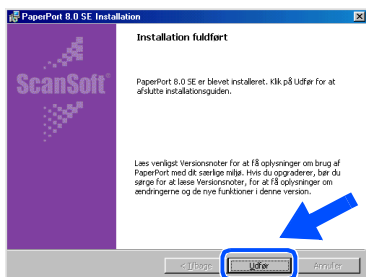 PaperPort 8.0 SE Installation
Installation fuldført
ScanSoft®
PaperPort 8.0 SE er blevet installeret. Klik på Udfør for at
afslutte installationsguiden.
Læs venligst Versionsnoter for at få oplysninger om brug af
PaperPort med dit særlige miljø. Hvis du opgraderer, bør du
sørge for at læse Versionsnoter, for at få oplysninger om
ændringerne og de nye funktioner i denne version.
< Tilbage
Udfør
Annuller